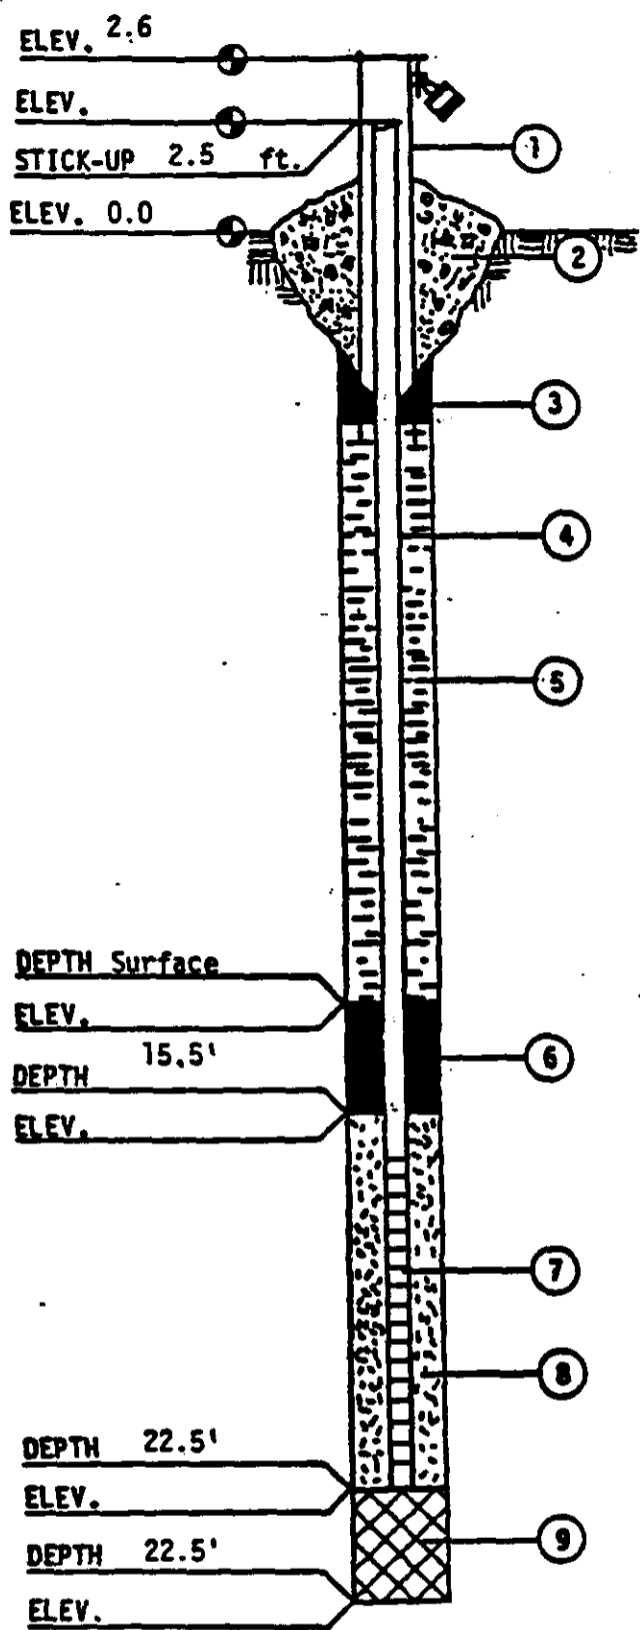 ELEV. 2.6
ELEV.
STICK-UP 2.5 ft.
1
ELEV. 0.0
2
3
4
5
DEPTH Surface
ELEV.
15.5'
6
DEPTH
ELEV.
7
8
DEPTH 22.5'
ELEV.
9
DEPTH 22.5'
ELEV.